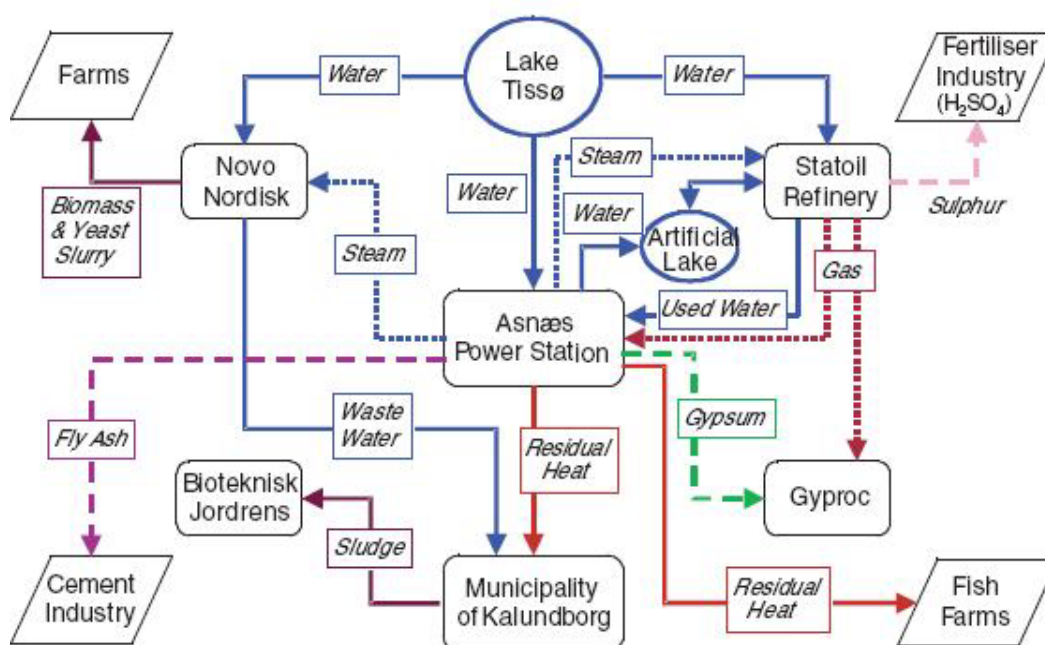 Farms
Water
Lake
Tissø
Water
Fertiliser
Industry
(H₂SO₄)
Novo
Nordisk
Steam
Statoil
Refinery
Biomass
& Yeast
Slurry
Water
Water
Sulphur
Steam
Artificial
Lake
Gas
Used Water
Asnæs
Power Station
Fly Ash
Waste
Water
Residual
Heat
Gypsum
Bioteknisk
Jordrens
Gyproc
Sludge
Cement
Industry
Municipality
of Kalundborg
Residual
Heat
Fish
Farms